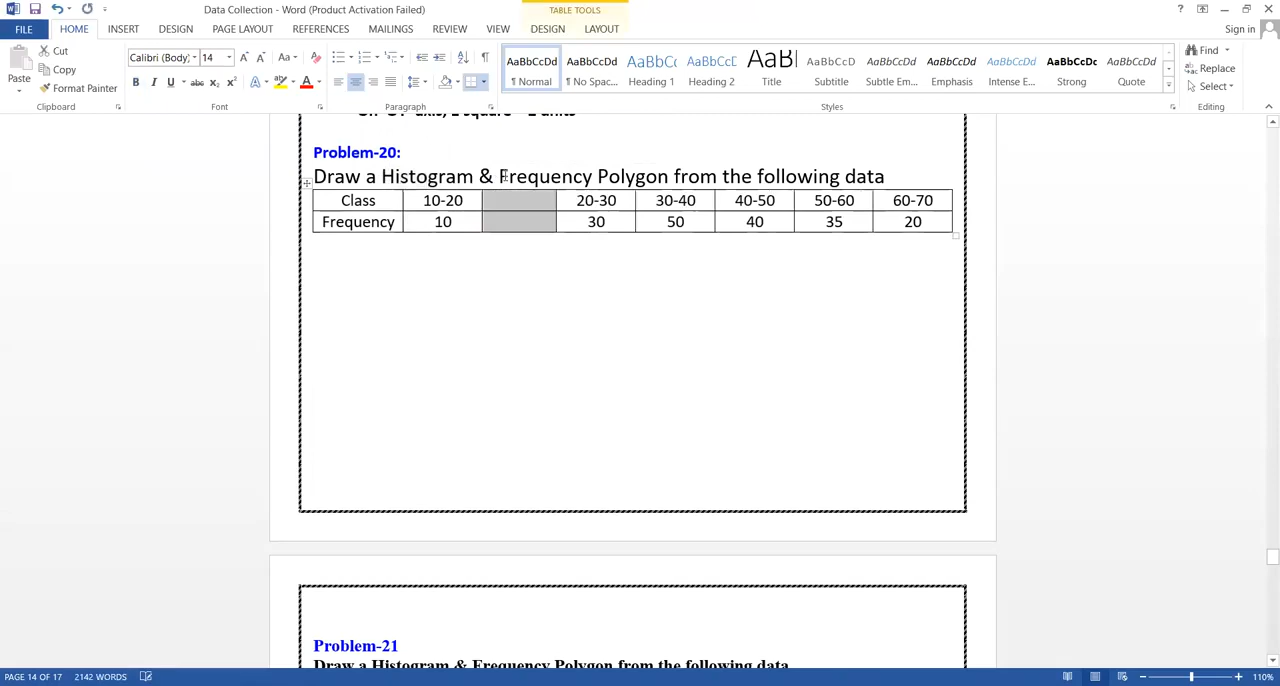 Data Collection - Word (Product Activation Failed)
TABLE TOOLS
?
FILE
HOME
INSERT
DESIGN
PAGE LAYOUT
REFERENCES
MAILINGS
REVIEW
VIEW
DESIGN
LAYOUT
Sign in
Paste
Cut
Copy
Format Painter
Clipboard
Calibri (Body)
14
Font
Paragraph
AaBbCcDd
¶ Normal
AaBbCcDd
¶ No Spac...
AaBbCc
Heading 1
AaBbCcD
Heading 2
AaB
Title
AaBbCcD
Subtitle
AaBbCcDd
Subtle Em...
AaBbCcDd
Emphasis
AaBbCcDd
Intense E...
AaBbCcDd
Strong
AaBbCcDd
Quote
Styles
Find
Replace
Select
Editing
Problem-20:
Draw a Histogram & Frequency Polygon from the following data
Class 10-20 20-30 30-40 40-50 50-60 60-70
Frequency 10 30 50 40 35 20
Problem-21
Draw a Histogram & Frequency Polygon from the following data
PAGE 14 OF 17
2142 WORDS
110%